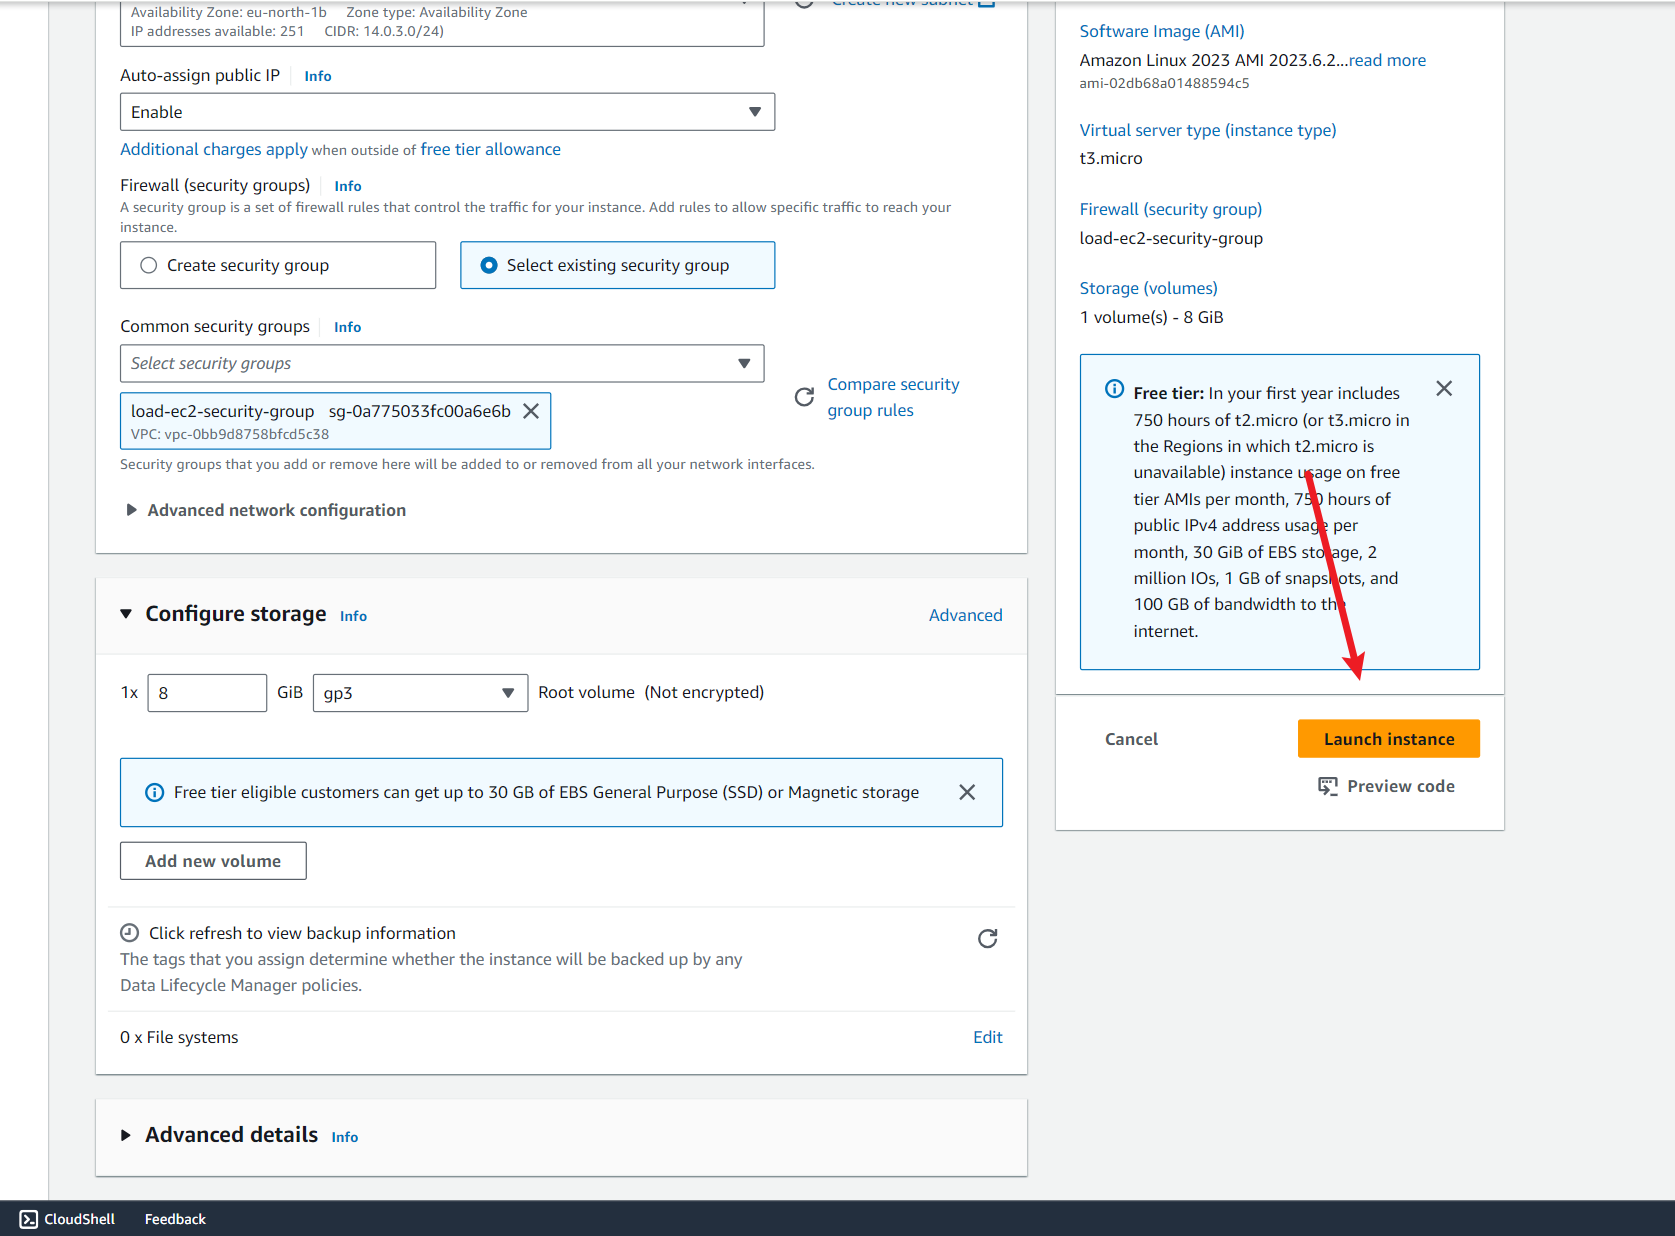 Availability Zone: eu-north-1b Zone type: Availability Zone
IP addresses available: 251 CIDR: 14.0.3.0/24)
Create new subnet
Auto-assign public IP Info
Enable
Additional charges apply when outside of free tier allowance
Firewall (security groups) Info
A security group is a set of firewall rules that control the traffic for your instance. Add rules to allow specific traffic to reach your
instance.
Create security group
Select existing security group
Common security groups Info
Select security groups
load-ec2-security-group sg-0a775033fc00a6e6b
VPC: vpc-0bb9d8758bfcd5c38
Compare security
group rules
Security groups that you add or remove here will be added to or removed from all your network interfaces.
Advanced network configuration
Configure storage Info
Advanced
1x 8 GiB gp3 Root volume (Not encrypted)
Free tier eligible customers can get up to 30 GB of EBS General Purpose (SSD) or Magnetic storage
Add new volume
Click refresh to view backup information
The tags that you assign determine whether the instance will be backed up by any
Data Lifecycle Manager policies.
0 x File systems
Edit
Advanced details Info
Software Image (AMI)
Amazon Linux 2023 AMI 2023.6.2...read more
ami-02db68a01488594c5
Virtual server type (instance type)
t3.micro
Firewall (security group)
load-ec2-security-group
Storage (volumes)
1 volume(s) - 8 GiB
Free tier: In your first year includes
750 hours of t2.micro (or t3.micro in
the Regions in which t2.micro is
unavailable) instance usage on free
tier AMIs per month, 750 hours of
public IPv4 address usage per
month, 30 GiB of EBS storage, 2
million IOs, 1 GB of snapshots, and
100 GB of bandwidth to the
internet.
Cancel
Launch instance
Preview code
CloudShell
Feedback